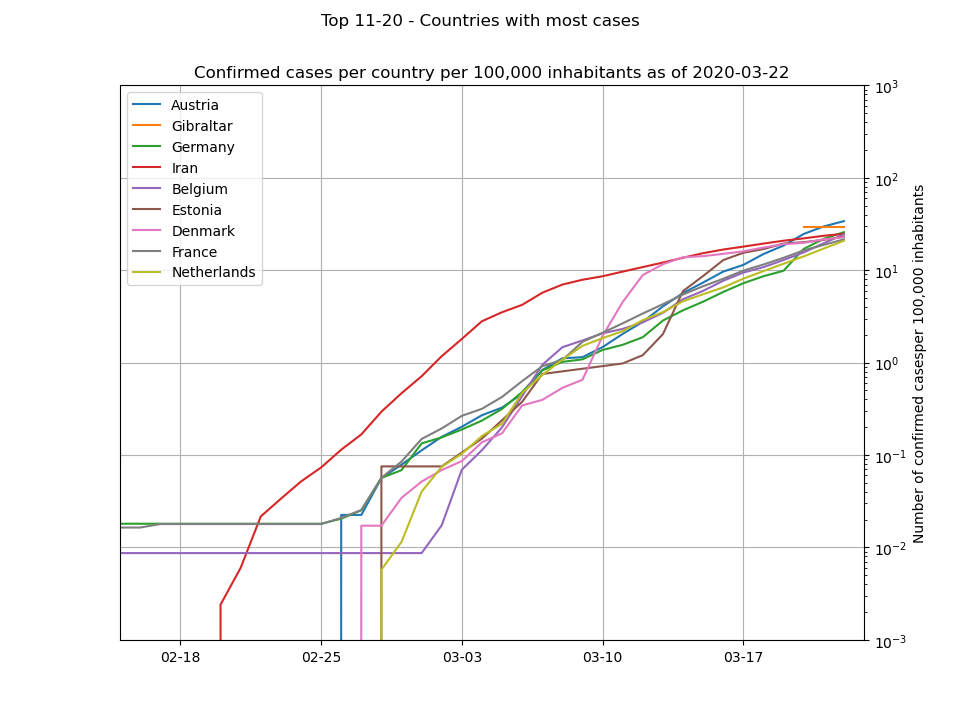 Top 11-20 - Countries with most cases
Confirmed cases per country per 100,000 inhabitants as of 2020-03-22
Austria
Gibraltar
Germany
Iran
Belgium
Estonia
Denmark
France
Netherlands
10³
10²
10¹
10⁰
10⁻¹
10⁻²
10⁻³
Number of confirmed casesper 100,000 inhabitants
02-18
02-25
03-03
03-10
03-17